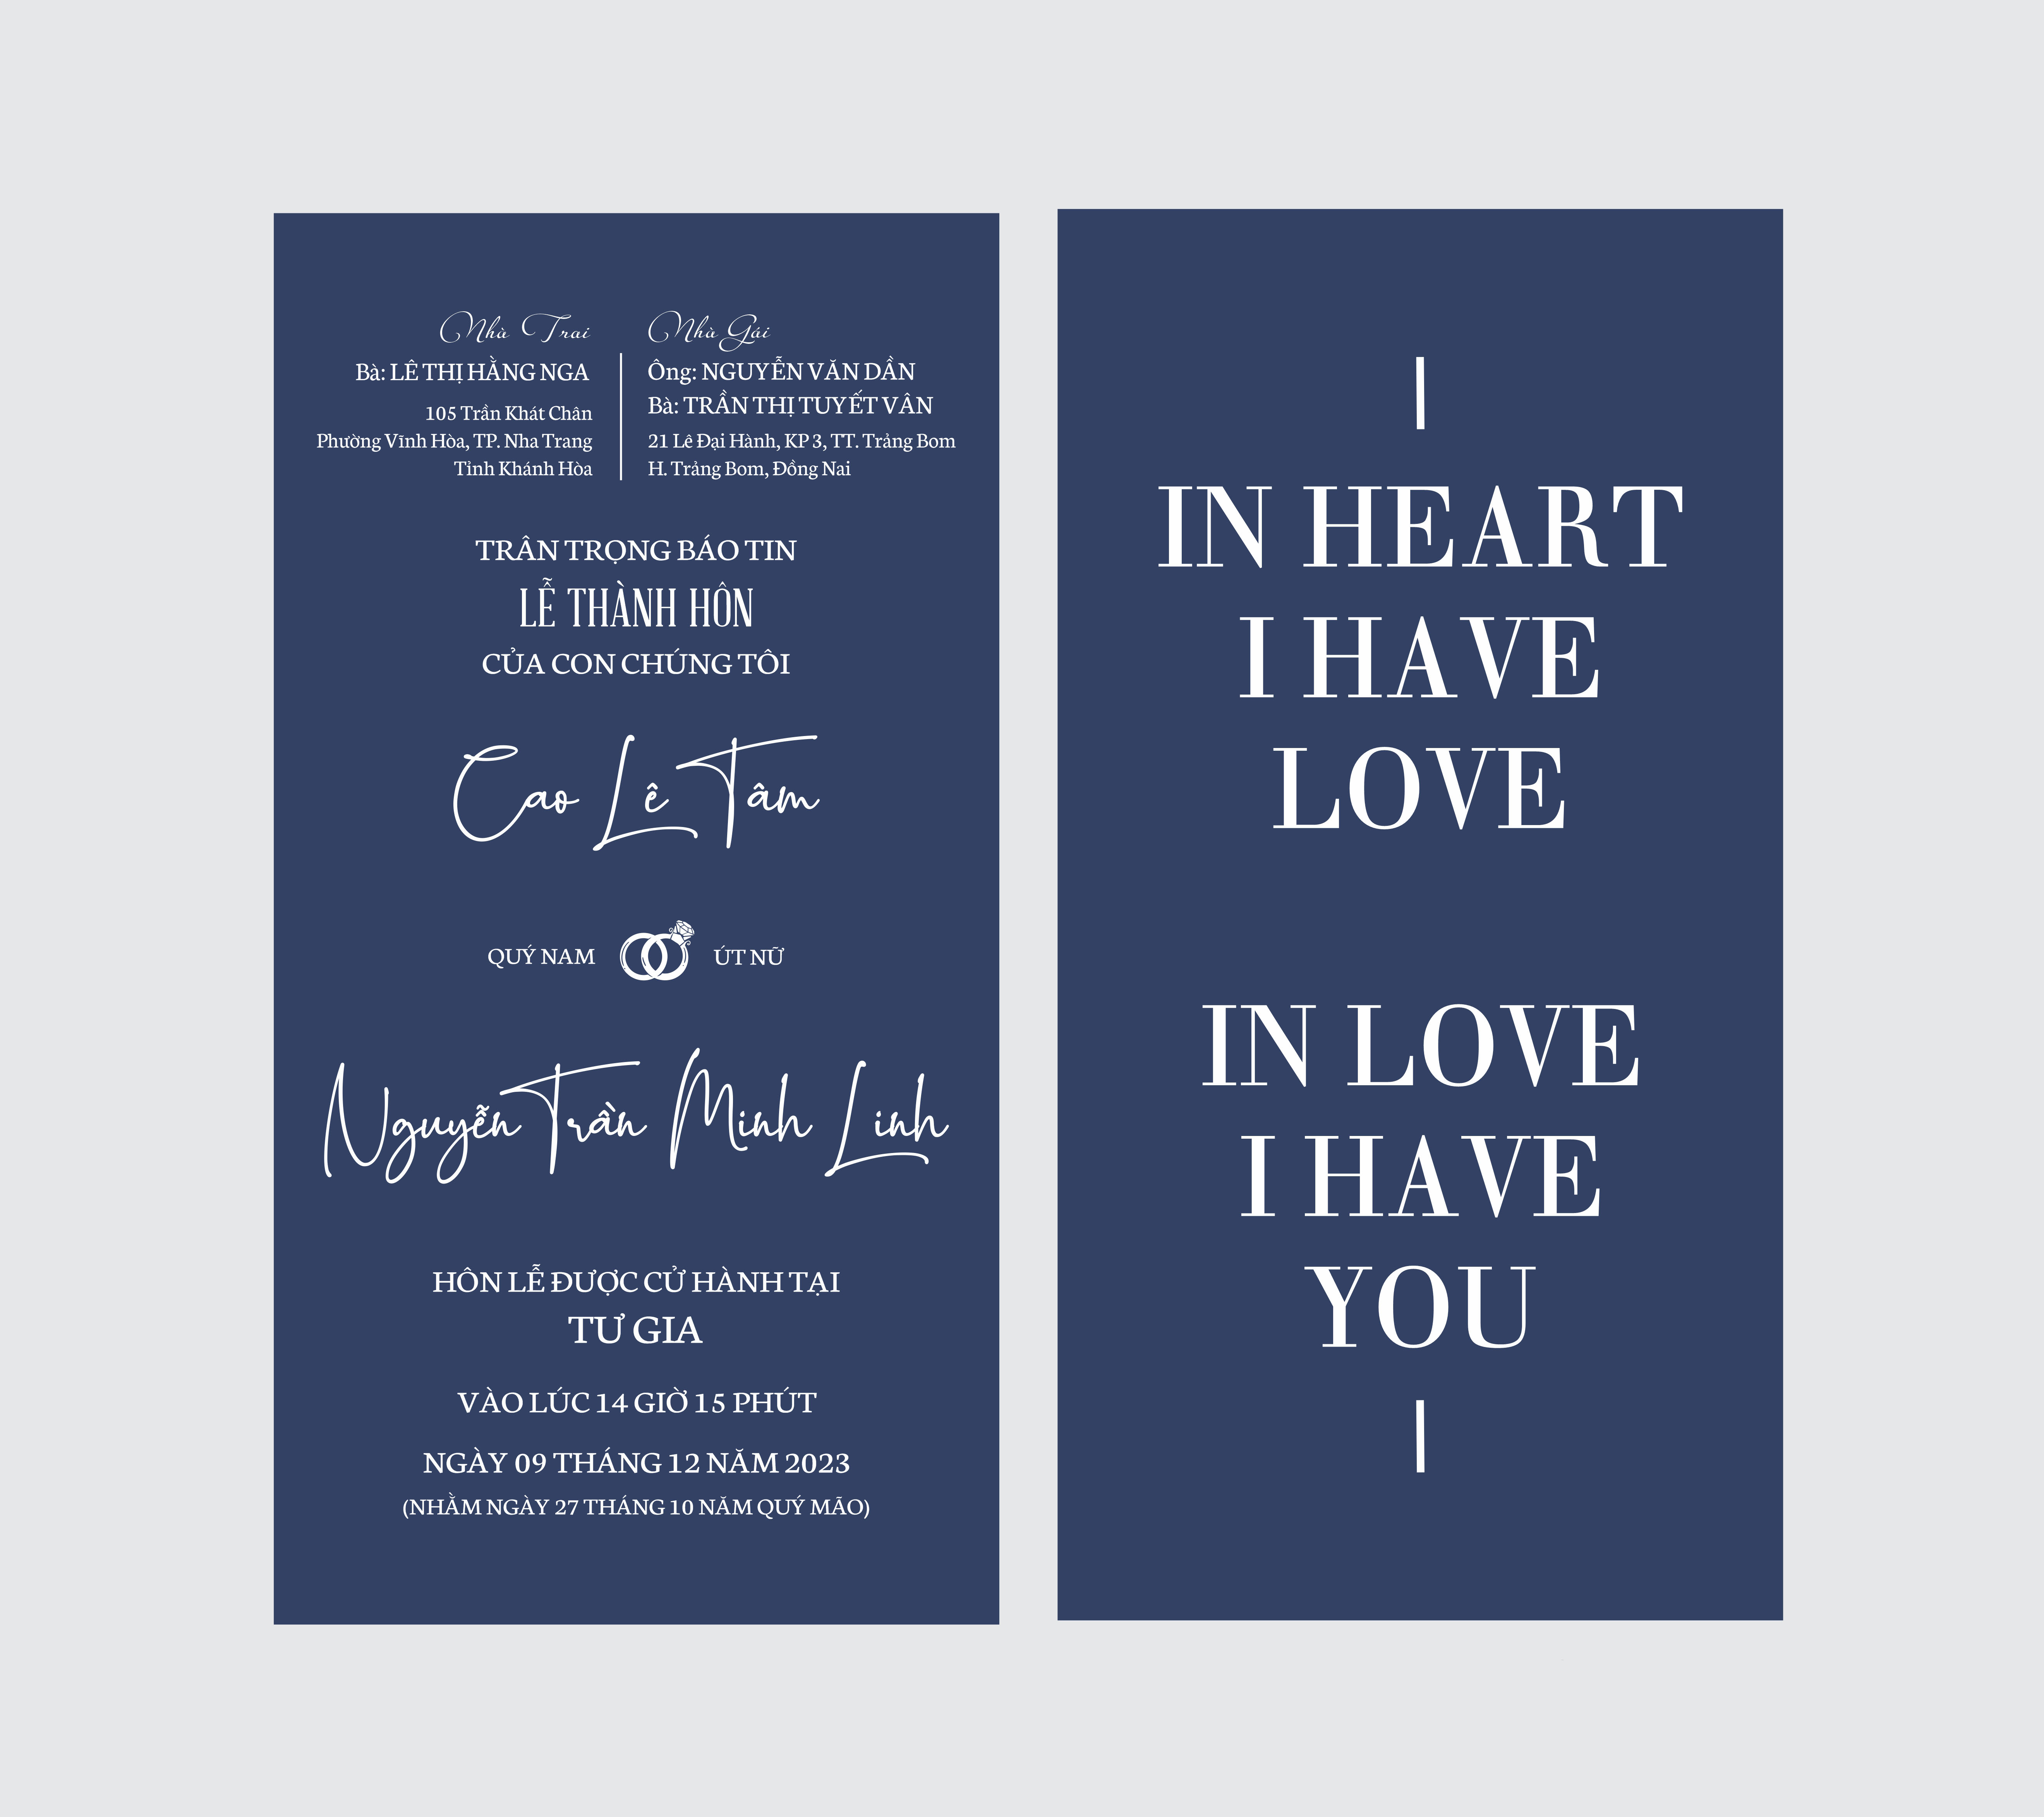 Nhà Trai
Bà: LÊ THỊ HẰNG NGA
105 Trần Khát Chân
Phường Vĩnh Hòa, TP. Nha Trang
Tỉnh Khánh Hòa
Nhà Gái
Ông: NGUYỄN VĂN DẦN
Bà: TRẦN THỊ TUYẾT VÂN
21 Lê Đại Hành, KP 3, TT. Trảng Bom
H. Trảng Bom, Đồng Nai
TRÂN TRỌNG BÁO TIN
LỄ THÀNH HÔN
CỦA CON CHÚNG TÔI
Cao Lê Tâm
QUÝ NAM ÚT NỮ
Nguyễn Trần Minh Linh
HÔN LỄ ĐƯỢC CỬ HÀNH TẠI
TƯ GIA
VÀO LÚC 14 GIỜ 15 PHÚT
NGÀY 09 THÁNG 12 NĂM 2023
(NHẰM NGÀY 27 THÁNG 10 NĂM QUÝ MÃO)
IN HEART
I HAVE
LOVE
IN LOVE
I HAVE
YOU